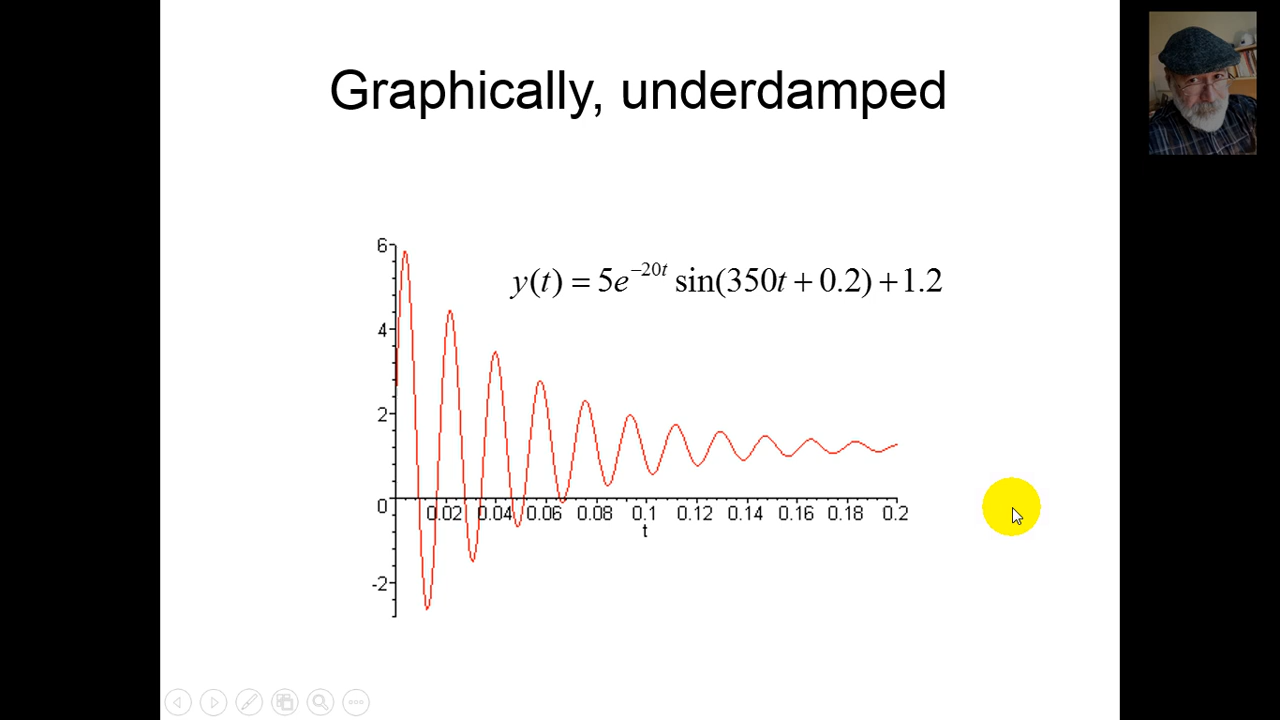 Graphically, underdamped
y(t) = 5e^{−20t} sin(350t + 0.2) + 1.2
6
4
2
0
-2
0.02 0.04 0.06 0.08 0.1 0.12 0.14 0.16 0.18 0.2
t